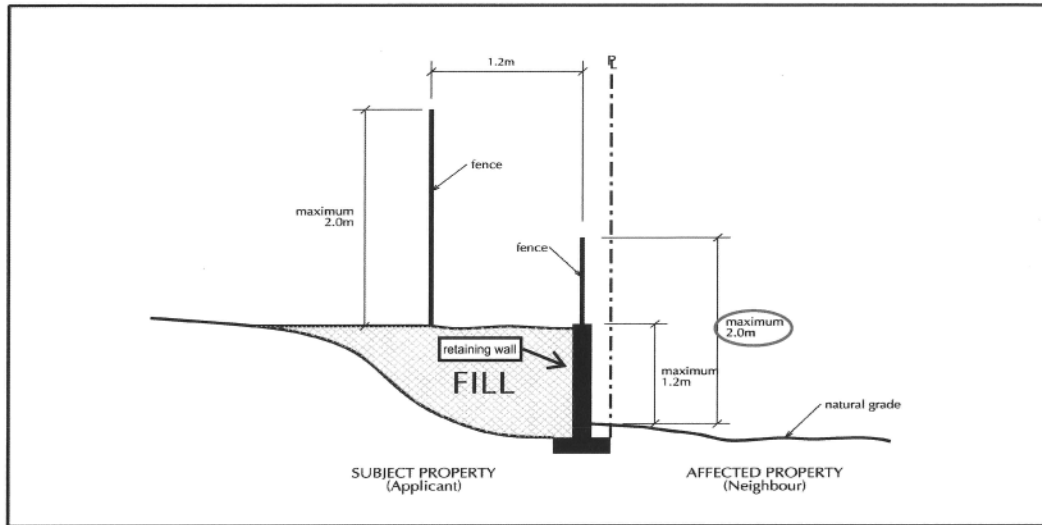 PL
1.2m
fence
maximum
2.0m
fence
maximum
2.0m
retaining wall
maximum
1.2m
FILL
natural grade
SUBJECT PROPERTY
(Applicant)
AFFECTED PROPERTY
(Neighbour)